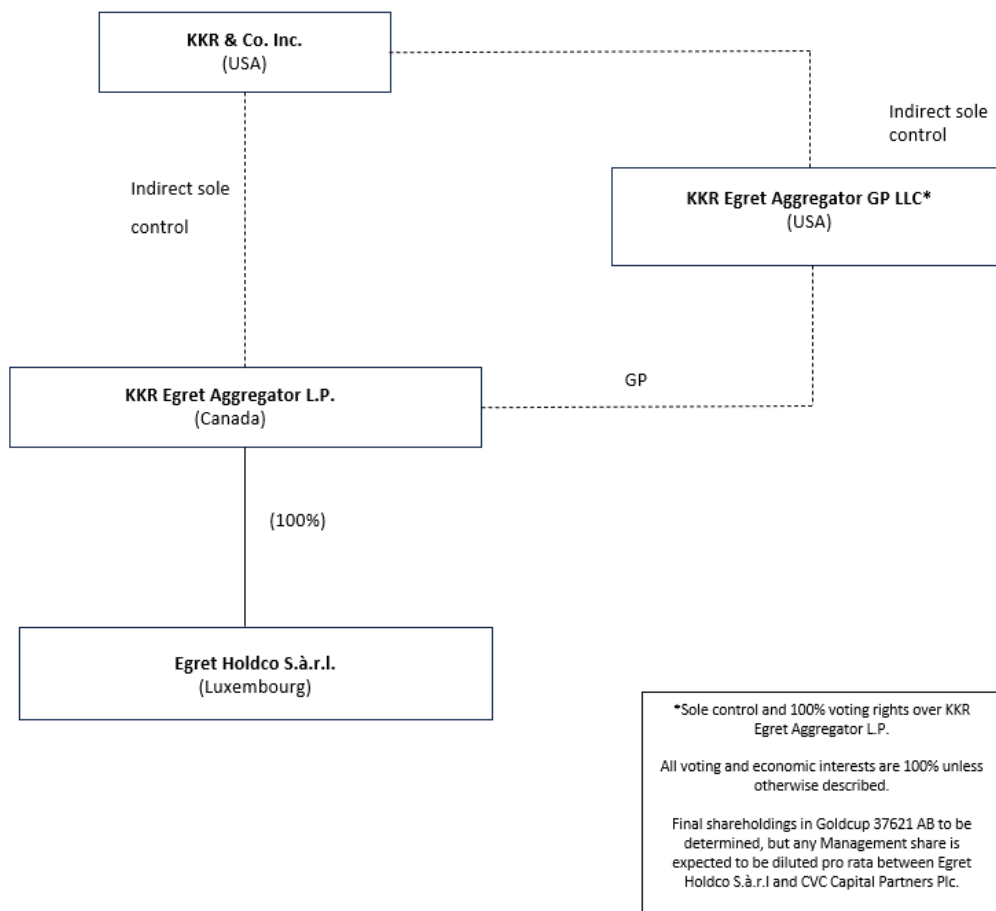 KKR & Co. Inc.
(USA)
Indirect sole
control
Indirect sole
control
KKR Egret Aggregator GP LLC*
(USA)
KKR Egret Aggregator L.P.
(Canada)
GP
(100%)
Egret Holdco S.à.r.l.
(Luxembourg)
*Sole control and 100% voting rights over KKR
Egret Aggregator L.P.
All voting and economic interests are 100% unless
otherwise described.
Final shareholdings in Goldcup 37621 AB to be
determined, but any Management share is
expected to be diluted pro rata between Egret
Holdco S.à.r.l and CVC Capital Partners Plc.